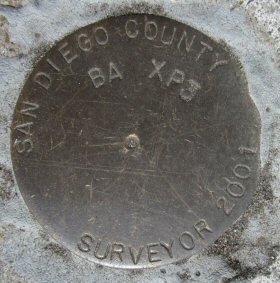 SAN DIEGO COUNTY
BA XP3
SURVEYOR 2001